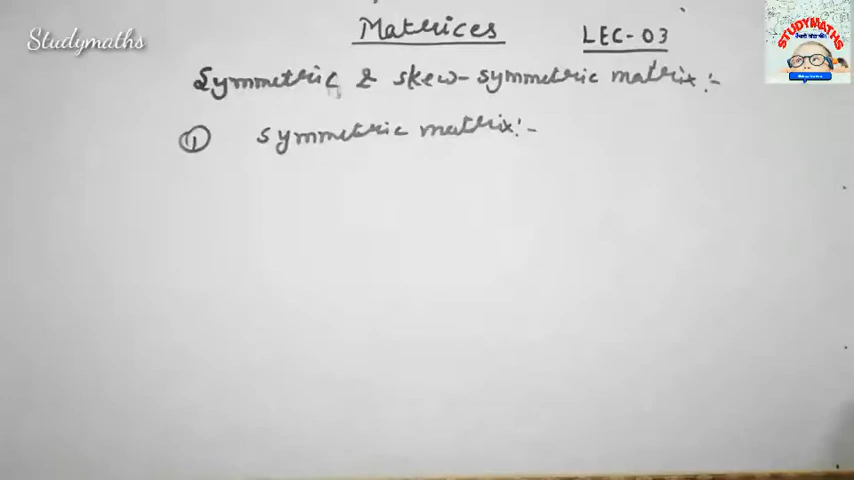 Studymaths
Matrices LEC-03
STUDYMATHS
Symmetric & skew-symmetric matrix:-
① symmetric matrix:-